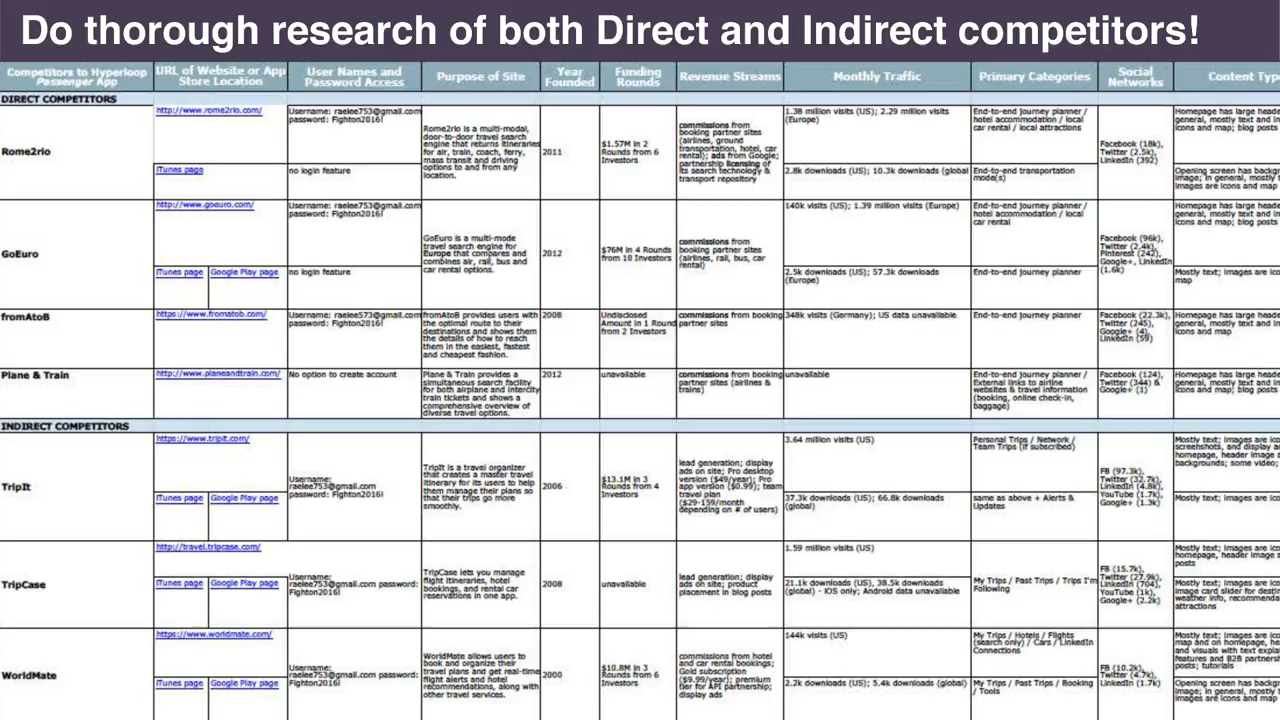 Do thorough research of both Direct and Indirect competitors!
Competitors to Hyperloop
Passenger App
URL of Website or App
Store Location
User Names and
Password Access
Purpose of Site
Year
Founded
Funding
Rounds
Revenue Streams
Monthly Traffic
Primary Categories
Social
Networks
Content Type
DIRECT COMPETITORS
Rome2rio
http://www.rome2rio.com/
iTunes page
Username: raelee753@gmail.com
password: Fighton2016!
no login feature
Rome2rio is a multi-modal,
door-to-door travel search
engine that returns itineraries
for air, train, coach, ferry,
mass transit and driving
options to and from any
location.
2011
$1.57M in 2
Rounds from 6
Investors
commissions from
booking partner sites
(airlines, ground
transportation, hotel, car
rental); ads from Google;
partnership licensing of
its search technology &
transport repository
1.38 million visits (US); 2.29 million visits
(Europe)
2.8k downloads (US); 10.3k downloads (global
End-to-end journey planner /
hotel accommodation / local
car rental / local attractions
End-to-end transportation
mode(s)
Facebook (18k),
Twitter (2.5k),
LinkedIn (392)
Homepage has large heade
general, mostly text and in
icons and map; blog posts
Opening screen has backgr
image; in general, mostly t
images are icons and map
GoEuro
http://www.goeuro.com/
iTunes page
Google Play page
Username: raelee753@gmail.com
password: Fighton2016!
no login feature
GoEuro is a multi-mode
travel search engine for
Europe that compares and
combines air, rail, bus and
car rental options.
2012
$76M in 4 Rounds
from 10 Investors
commissions from
booking partner sites
(airlines, rail, bus, car
rental)
140k visits (US); 1.39 million visits (Europe)
2.5k downloads (US); 57.3k downloads
(Europe)
End-to-end journey planner /
hotel accommodation / local
car rental
End-to-end journey planner
Facebook (96k),
Twitter (2.4k),
Pinterest (242),
Google+, LinkedIn
(1.6k)
Homepage has large heade
general, mostly text and in
icons and map; blog posts
Mostly text; images are ico
map
fromAtoB
https://www.fromatob.com/
Username: raelee753@gmail.com
password: Fighton2016!
fromAtoB provides users with
the optimal route to their
destinations and shows them
the details of how to reach
them in the easiest, fastest
and cheapest fashion.
2008
Undisclosed
Amount in 1 Round
from 2 Investors
commissions from booking
partner sites
348k visits (Germany); US data unavailable
End-to-end journey planner
Facebook (22.3k),
Twitter (245),
Google+ (4),
LinkedIn (59)
Homepage has large heade
general, mostly text and in
icons and map
Plane & Train
http://www.planeandtrain.com/
No option to create account
Plane & Train provides a
simultaneous search facility
for both airplane and intercity
train tickets and shows a
comprehensive overview of
diverse travel options.
2012
unavailable
commissions from booking
partner sites (airlines &
trains)
unavailable
End-to-end journey planner /
External links to airline
websites & travel information
(booking, online check-in,
baggage)
Facebook (124),
Twitter (344) &
Google+ (1)
Homepage has large heade
general, mostly text and in
icons and map; blog posts
INDIRECT COMPETITORS
TripIt
https://www.tripit.com/
iTunes page
Google Play page
Username:
raelee753@gmail.com
password: Fighton2016!
TripIt is a travel organizer
that creates a master travel
itinerary for its users to help
them manage their plans so
that their trips go more
smoothly.
2006
$13.1M in 3
Rounds from 4
Investors
lead generation; display
ads on site; Pro desktop
version ($49/year); Pro
app version ($0.99); team
travel plan
($29-159/month
depending on # of users)
3.64 million visits (US)
37.3k downloads (US); 66.8k downloads
(global)
Personal Trips / Network /
Team Trips (if subscribed)
same as above + Alerts &
Updates
FB (97.3k),
Twitter (32.7k),
LinkedIn (4.8k),
YouTube (1.7k),
Google+ (1.3k)
Mostly text; images are ico
screenshots, and display a
homepage, header image a
backgrounds; some video;
Mostly text; images are ico
TripCase
http://travel.tripcase.com/
iTunes page
Google Play page
Username:
raelee753@gmail.com password:
Fighton2016!
TripCase lets you manage
flight itineraries, hotel
bookings, and rental car
reservations in one app.
2008
unavailable
lead generation; display
ads on site; product
placement in blog posts
1.59 million visits (US)
21.1k downloads (US), 38.5k downloads
(global) - iOS only; Android data unavailable
My Trips / Past Trips / Trips I'm
Following
FB (15.7k),
Twitter (27.9k),
LinkedIn (704),
YouTube (1k),
Google+ (2.2k)
Mostly text; images are ico
homepage, header image s
posts
Mostly text; images are ico
image card slider for destin
weather info, recommenda
attractions
WorldMate
https://www.worldmate.com/
iTunes page
Google Play page
Username:
raelee753@gmail.com password:
Fighton2016!
WorldMate allows users to
book and organize their
travel plans and get real-time
flight alerts and hotel
recommendations, along with
other travel services.
2000
$10.8M in 3
Rounds from 6
Investors
commissions from hotel
and car rental bookings;
Gold subscription
($9.99/year); premium
tier for API partnership;
display ads
144k visits (US)
2.2k downloads (US); 5.4k downloads (global)
My Trips / Hotels / Flights
(search only) / Cars / LinkedIn
Connections
My Trips / Past Trips / Booking
/ Tools
FB (10.2k),
Twitter (4.7k),
LinkedIn (1.7k)
Mostly text; images are ico
map and on homepage, he
and visuals with text explai
features and B2B partnersh
posts; tutorials
Opening screen has backgr
image; in general, mostly t
images are icons and map